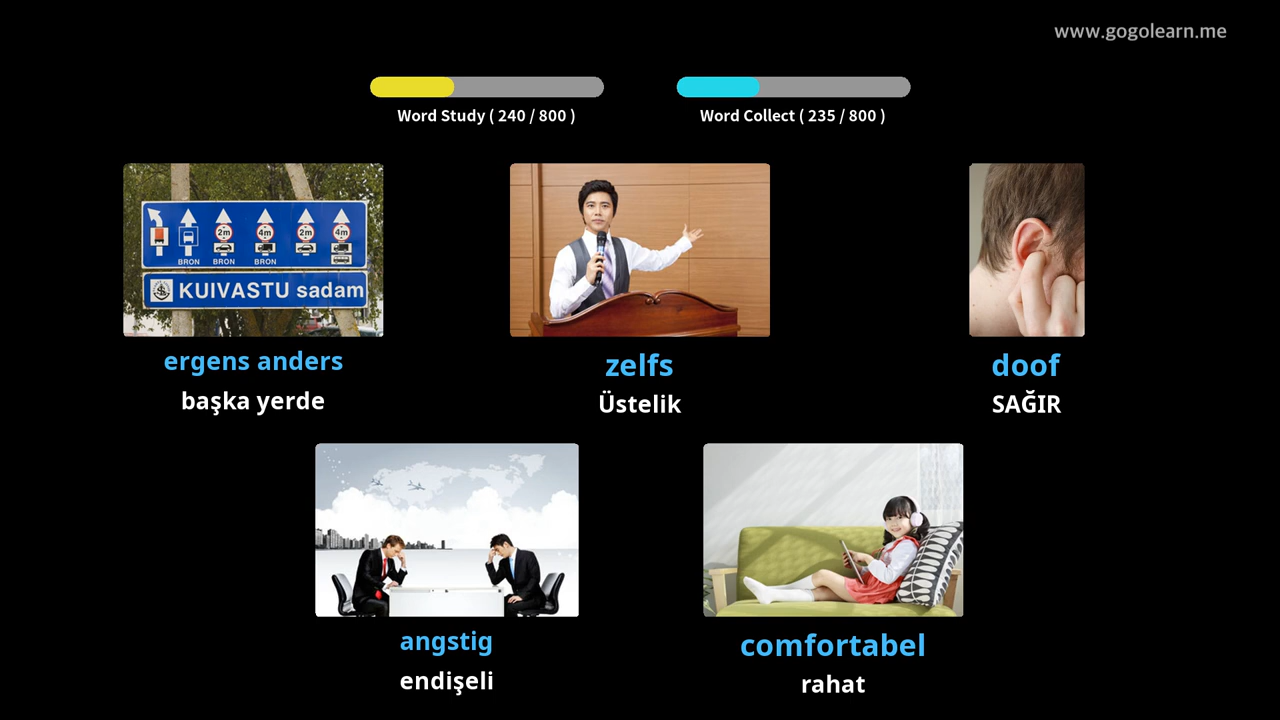 www.gogolearn.me
Word Study ( 240 / 800 )
Word Collect ( 235 / 800 )
2m
4m
2m
4m
BRON
BRON
BRON
KUIVASTU sadam
ergens anders
başka yerde
zelfs
Üstelik
doof
SAĞIR
angstig
endişeli
comfortabel
rahat